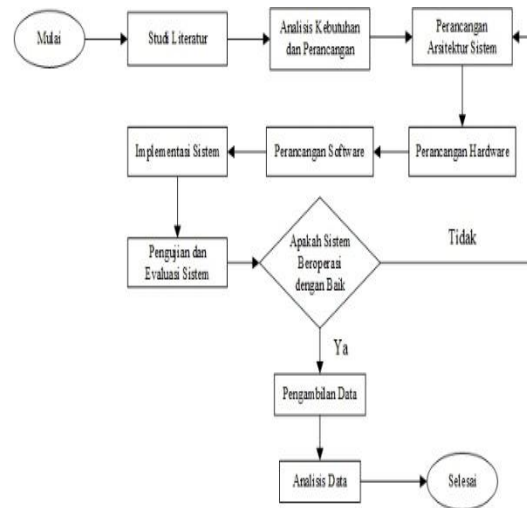 Mulai
Studi Literatur
Analisis Kebutuhan
dan Perancangan
Perancangan
Arsitektur Sistem
Perancangan Hardware
Perancangan Software
Implementasi Sistem
Pengujian dan
Evaluasi Sistem
Apakah Sistem
Beroperasi
dengan Baik
Tidak
Ya
Pengambilan Data
Analisis Data
Selesai